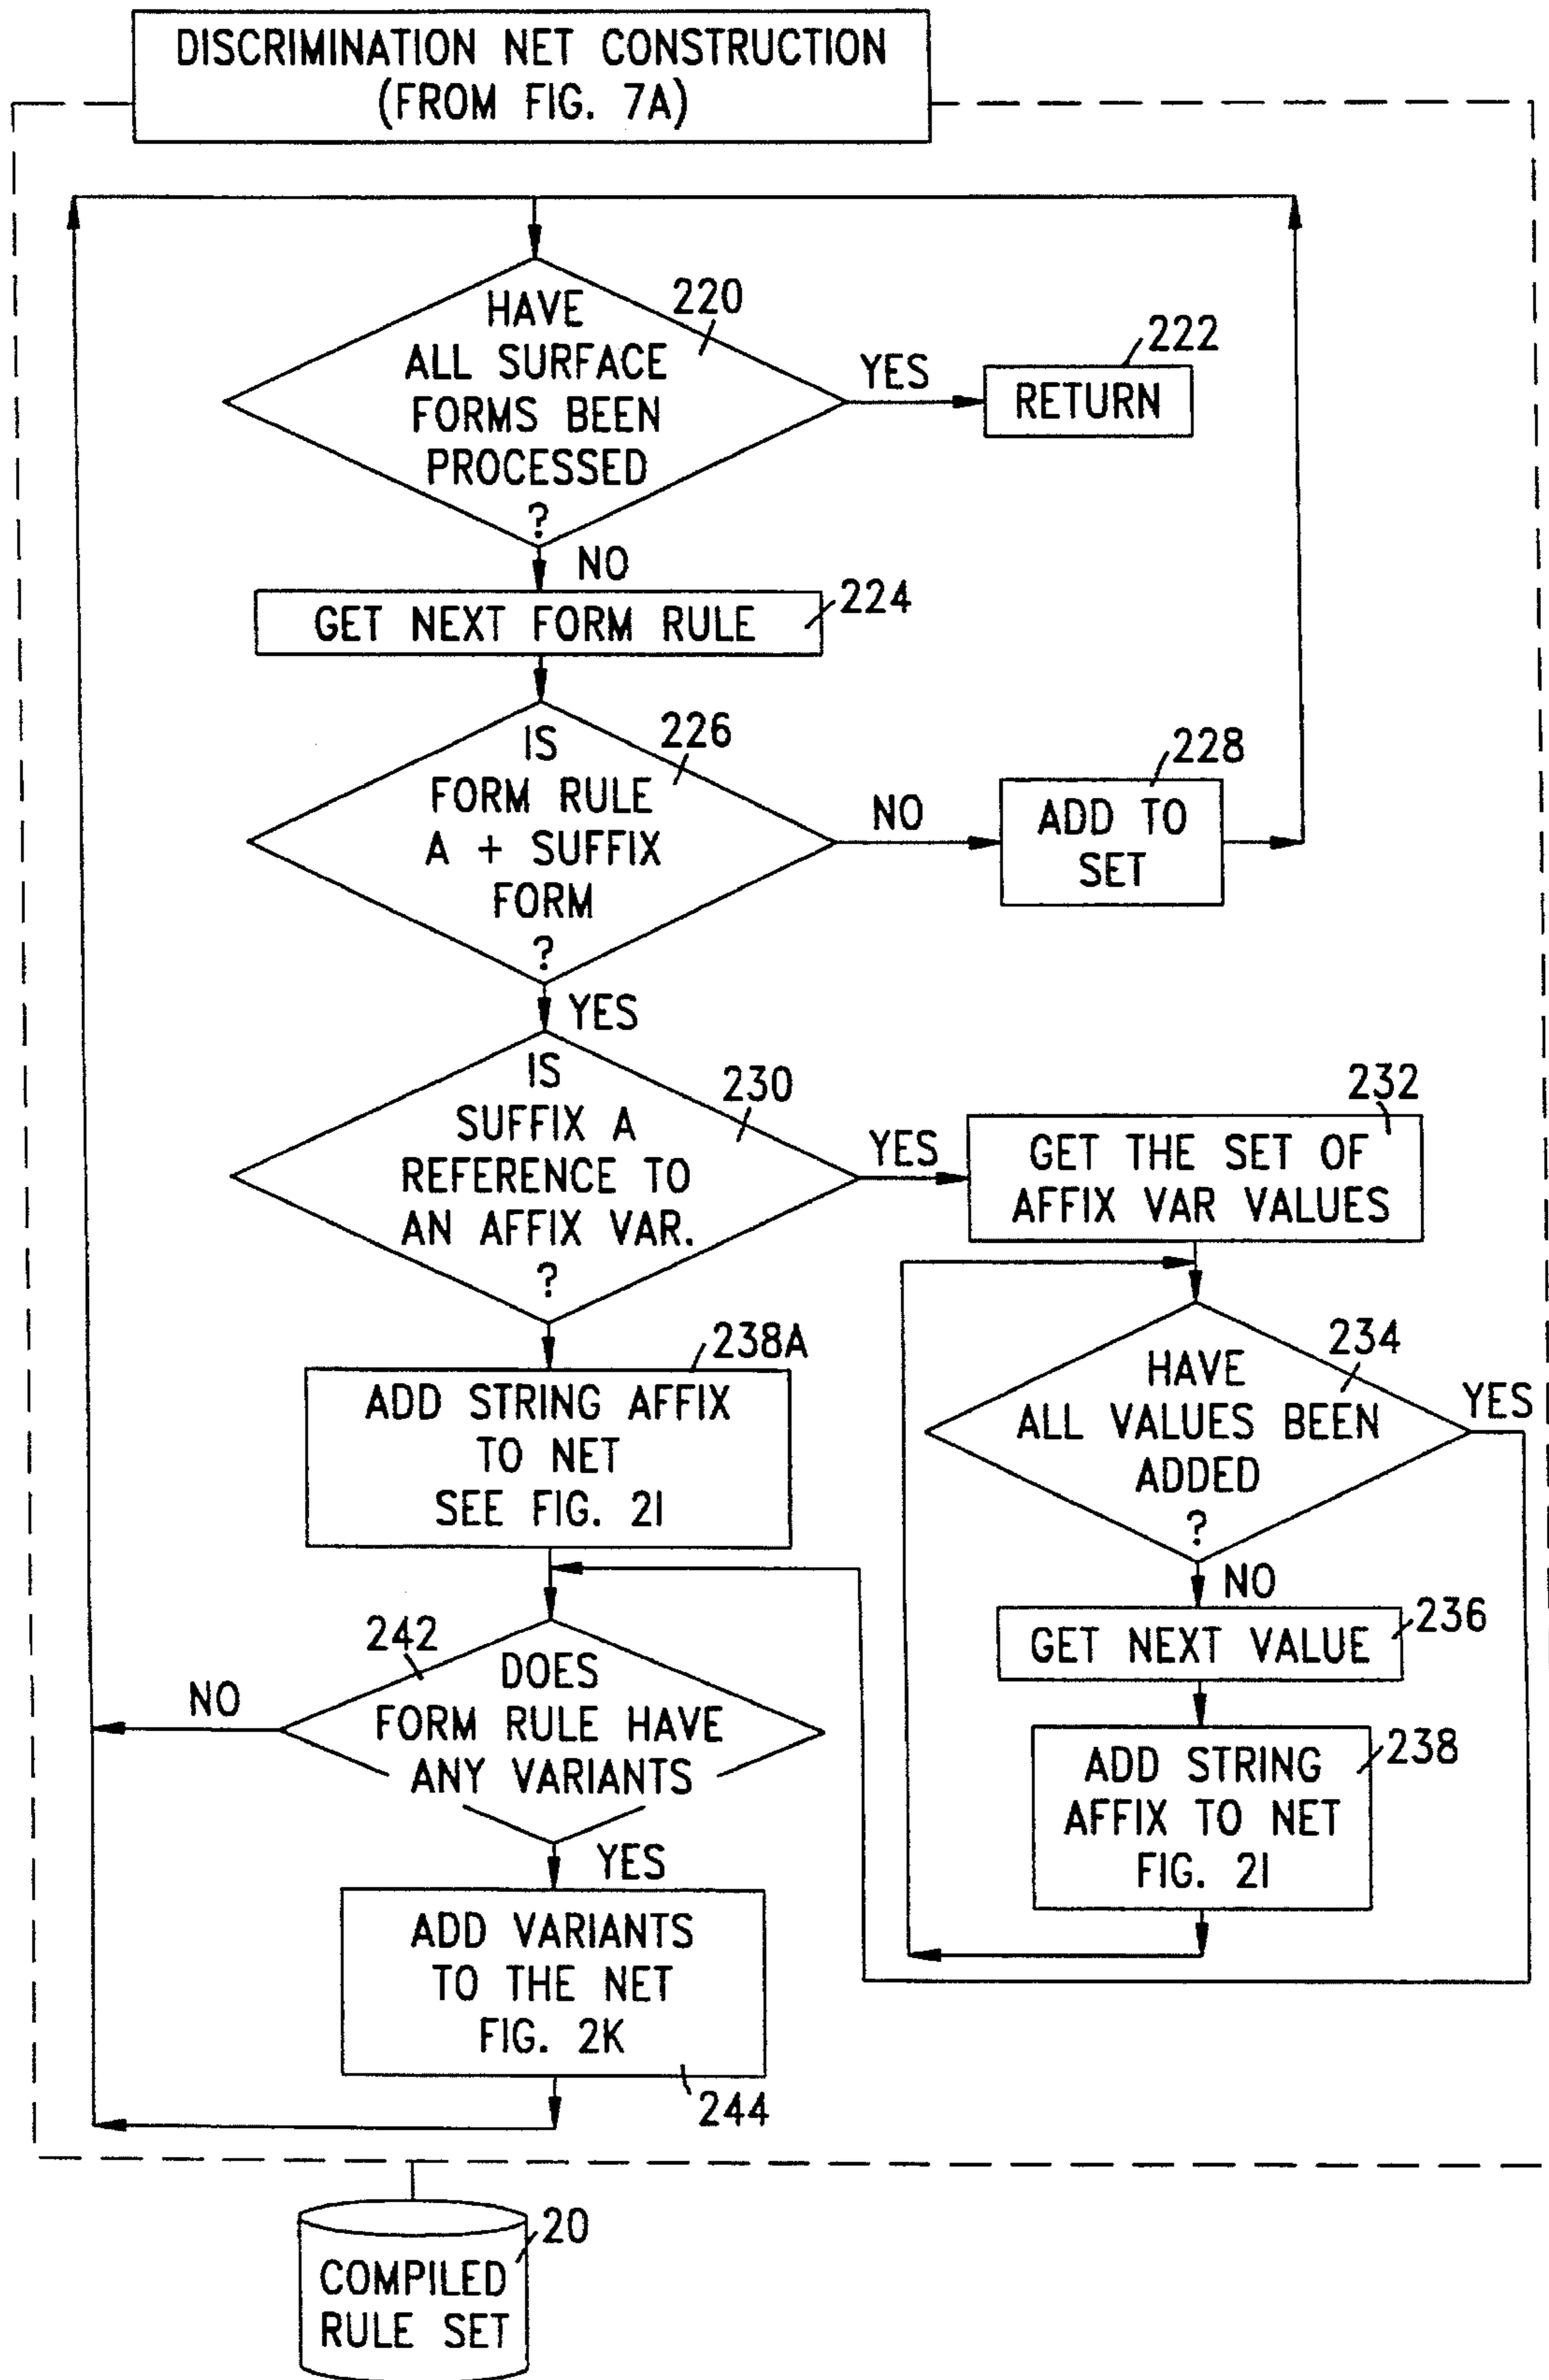 DISCRIMINATION NET CONSTRUCTION
(FROM FIG. 7A)
HAVE
ALL SURFACE
FORMS BEEN
PROCESSED
?
220
YES
222
RETURN
NO
GET NEXT FORM RULE
224
IS
FORM RULE
A + SUFFIX
FORM
?
226
NO
228
ADD TO
SET
YES
IS
SUFFIX A
REFERENCE TO
AN AFFIX VAR.
?
230
YES
232
GET THE SET OF
AFFIX VAR VALUES
238A
ADD STRING AFFIX
TO NET
SEE FIG. 2I
HAVE
ALL VALUES BEEN
ADDED
?
234
YES
NO
GET NEXT VALUE
236
ADD STRING
AFFIX TO NET
FIG. 2I
238
242
DOES
FORM RULE HAVE
ANY VARIANTS
NO
YES
ADD VARIANTS
TO THE NET
FIG. 2K
244
20
COMPILED
RULE SET